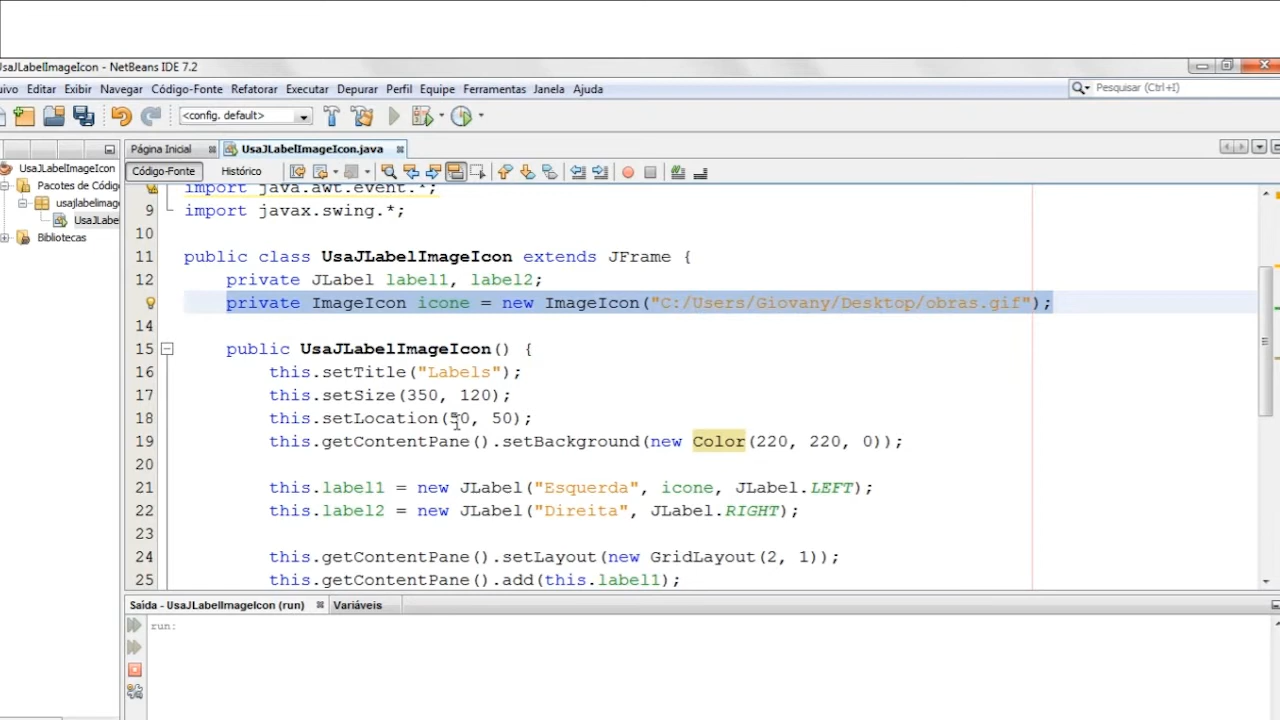 UsaJLabelImageIcon - NetBeans IDE 7.2
uivo Editar Exibir Navegar Código-Fonte Refatorar Executar Depurar Perfil Equipe Ferramentas Janela Ajuda
Pesquisar (Ctrl+I)
<config. default>
Página Inicial UsaJLabelImageIcon.java
UsaJLabelImageIcon
Pacotes de Códig
usajlabelimage
UsaJLabe
Bibliotecas
Código-Fonte Histórico
import java.awt.event.*;
9 import javax.swing.*;
10
11 public class UsaJLabelImageIcon extends JFrame {
12 private JLabel label1, label2;
private ImageIcon icone = new ImageIcon("C:/Users/Giovany/Desktop/obras.gif");
14
15 public UsaJLabelImageIcon() {
16 this.setTitle("Labels");
17 this.setSize(350, 120);
18 this.setLocation(50, 50);
19 this.getContentPane().setBackground(new Color(220, 220, 0));
20
21 this.label1 = new JLabel("Esquerda", icone, JLabel.LEFT);
22 this.label2 = new JLabel("Direita", JLabel.RIGHT);
23
24 this.getContentPane().setLayout(new GridLayout(2, 1));
25 this.getContentPane().add(this.label1);
Saída - UsaJLabelImageIcon (run) Variáveis
run: